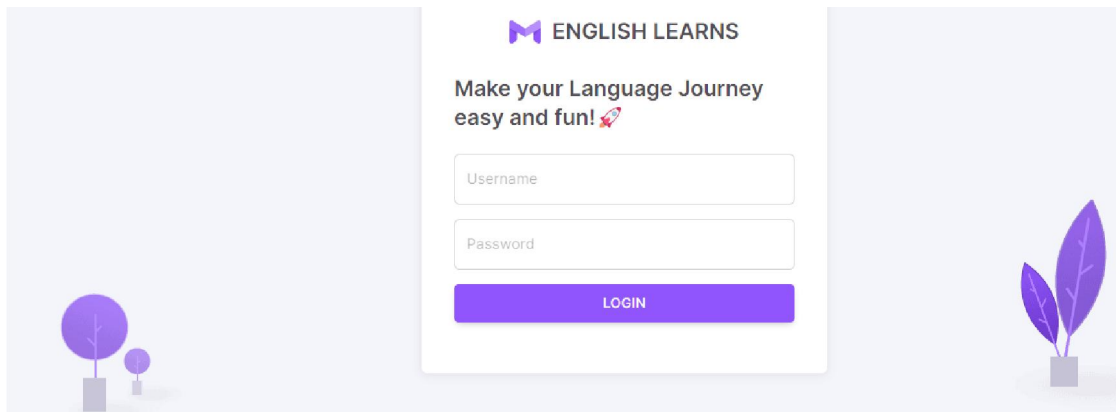 ENGLISH LEARNS
Make your Language Journey
easy and fun!🚀
Username
Password
LOGIN